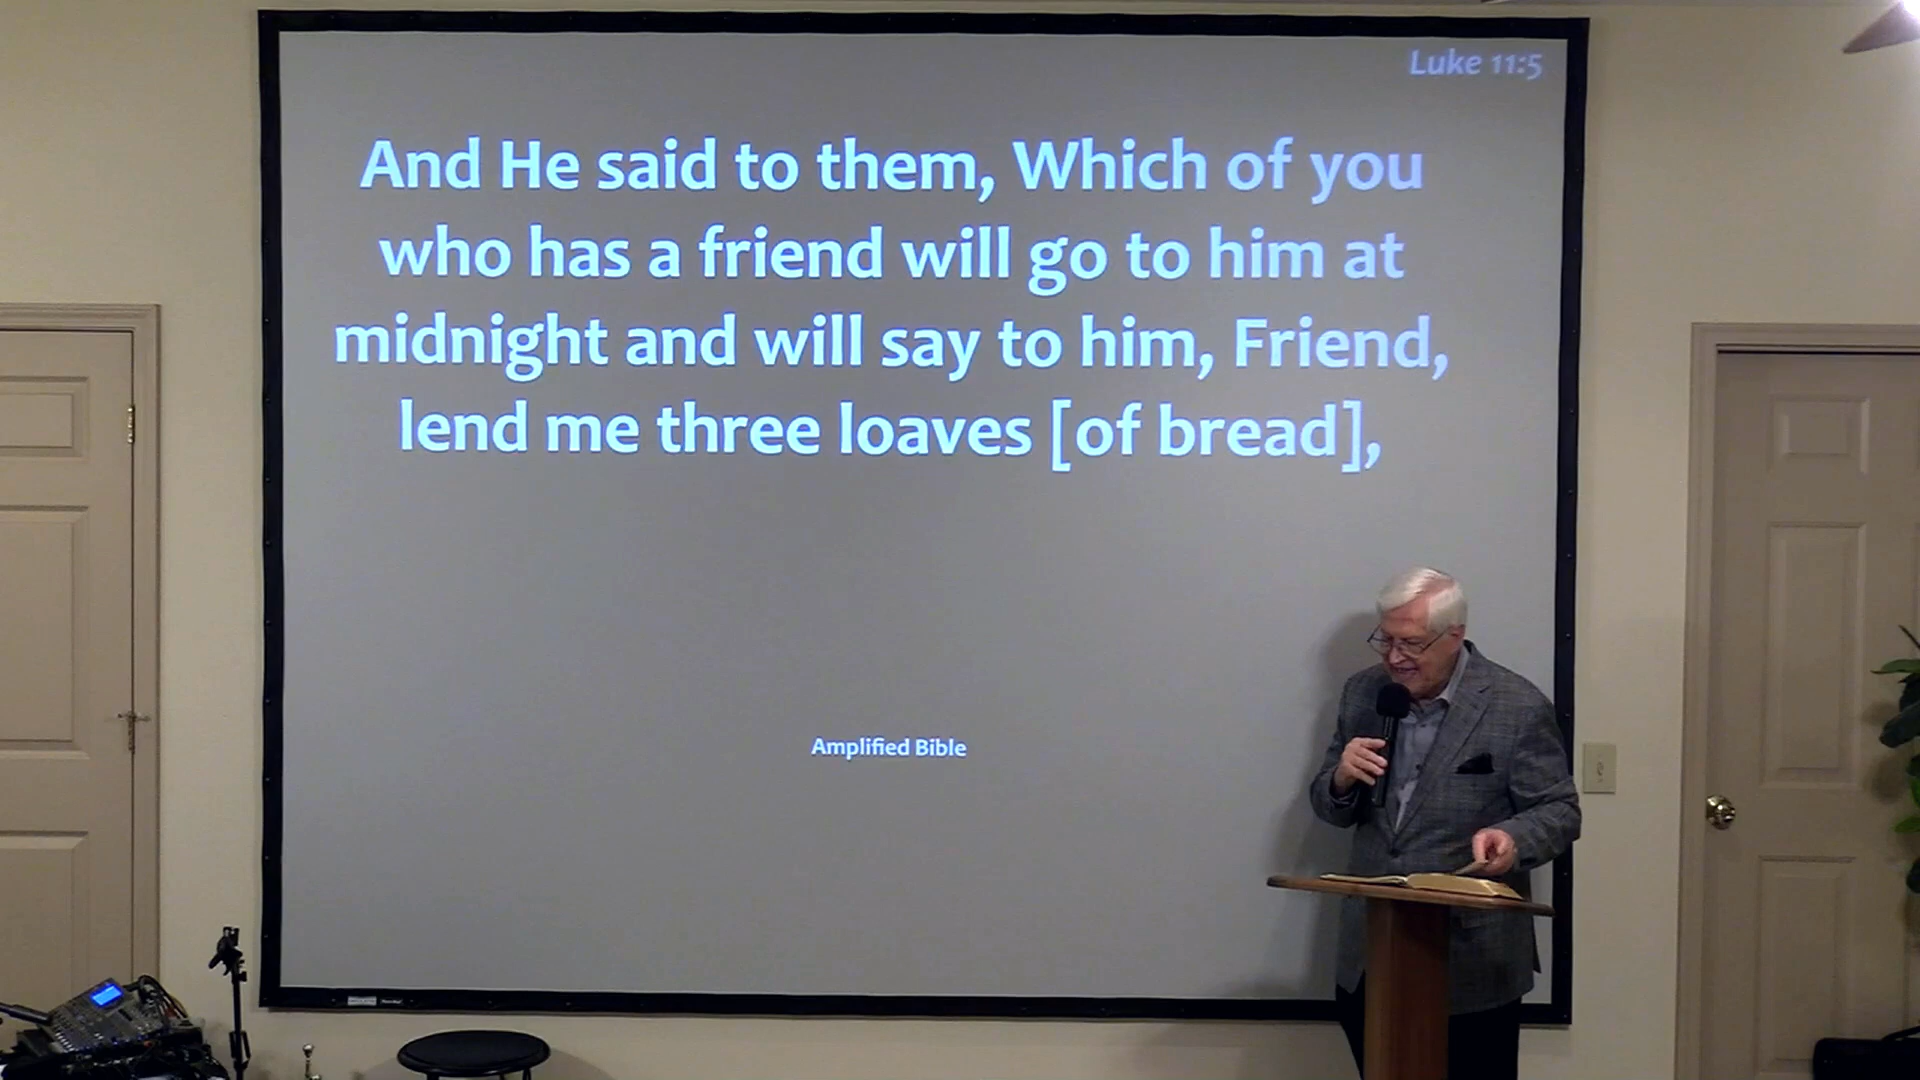 Luke 11:5
And He said to them, Which of you
who has a friend will go to him at
midnight and will say to him, Friend,
lend me three loaves [of bread],
Amplified Bible